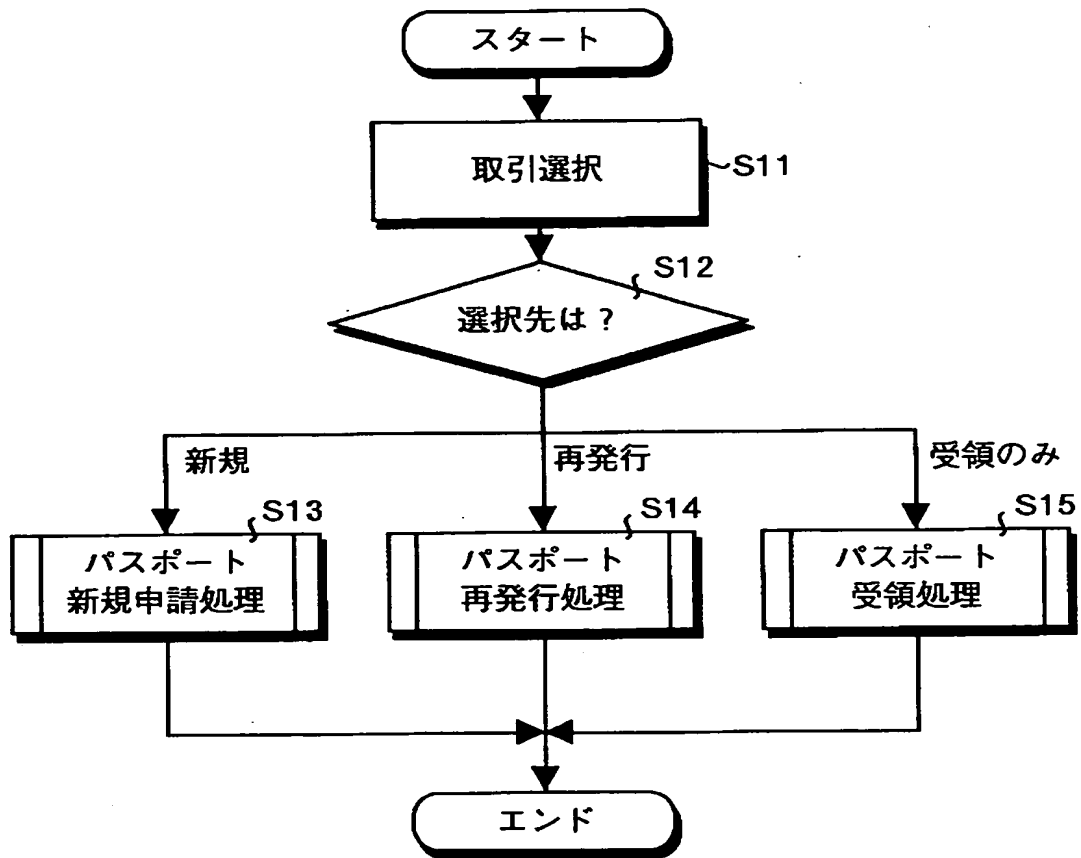 スタート
取引選択
S11
S12
選択先は？
新規
再発行
受領のみ
S13
S14
S15
パスポート
新規申請処理
パスポート
再発行処理
パスポート
受領処理
エンド